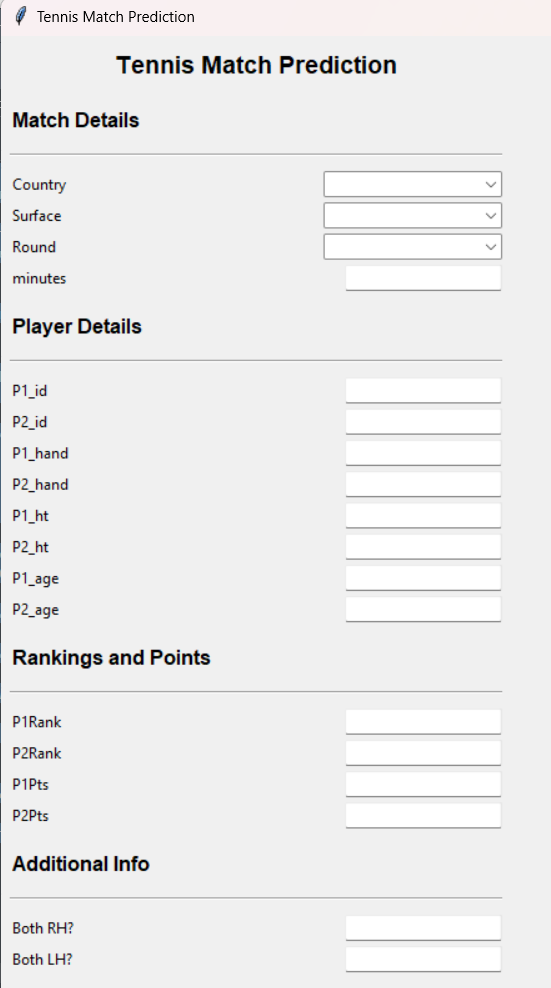 Tennis Match Prediction
Tennis Match Prediction
Match Details
Country
Surface
Round
minutes
Player Details
P1_id
P2_id
P1_hand
P2_hand
P1_ht
P2_ht
P1_age
P2_age
Rankings and Points
P1Rank
P2Rank
P1Pts
P2Pts
Additional Info
Both RH?
Both LH?